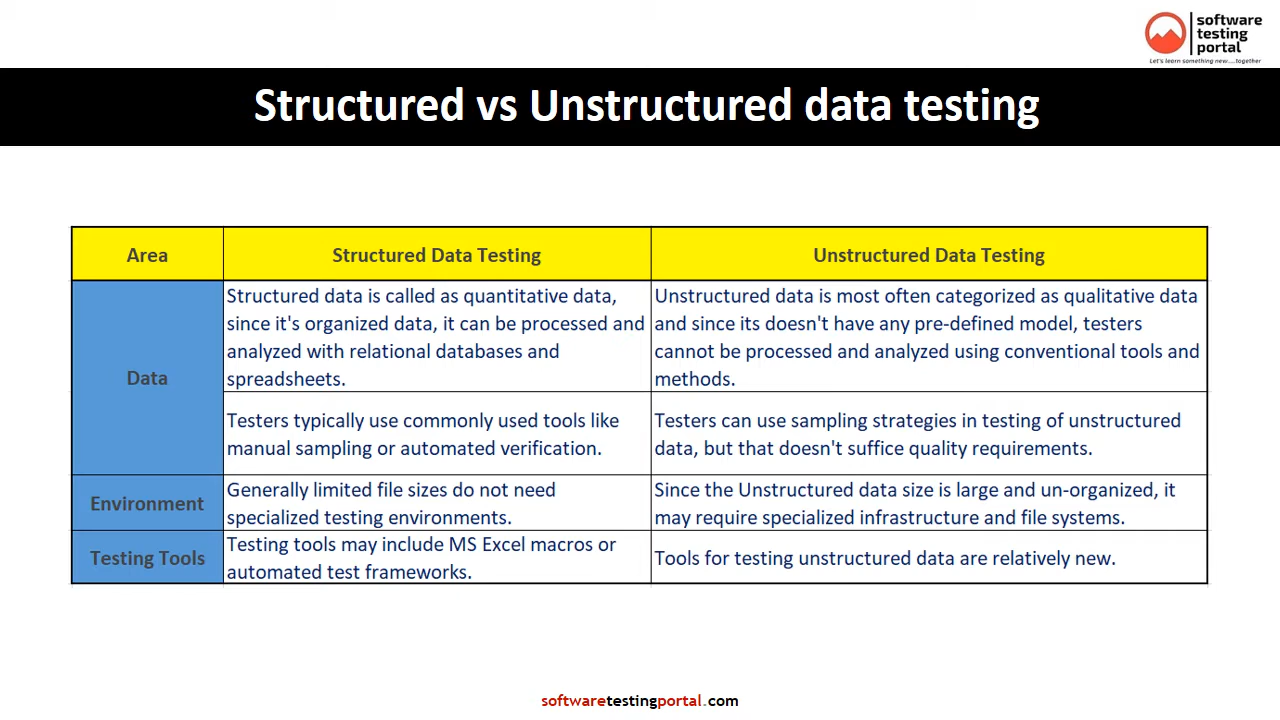 software
testing
portal
Let's learn something new....together
Structured vs Unstructured data testing
Area
Structured Data Testing
Unstructured Data Testing
Data
Structured data is called as quantitative data,
since it's organized data, it can be processed and
analyzed with relational databases and
spreadsheets.
Unstructured data is most often categorized as qualitative data
and since its doesn't have any pre-defined model, testers
cannot be processed and analyzed using conventional tools and
methods.
Testers typically use commonly used tools like
manual sampling or automated verification.
Testers can use sampling strategies in testing of unstructured
data, but that doesn't suffice quality requirements.
Environment
Generally limited file sizes do not need
specialized testing environments.
Since the Unstructured data size is large and un-organized, it
may require specialized infrastructure and file systems.
Testing Tools
Testing tools may include MS Excel macros or
automated test frameworks.
Tools for testing unstructured data are relatively new.
softwaretestingportal.com